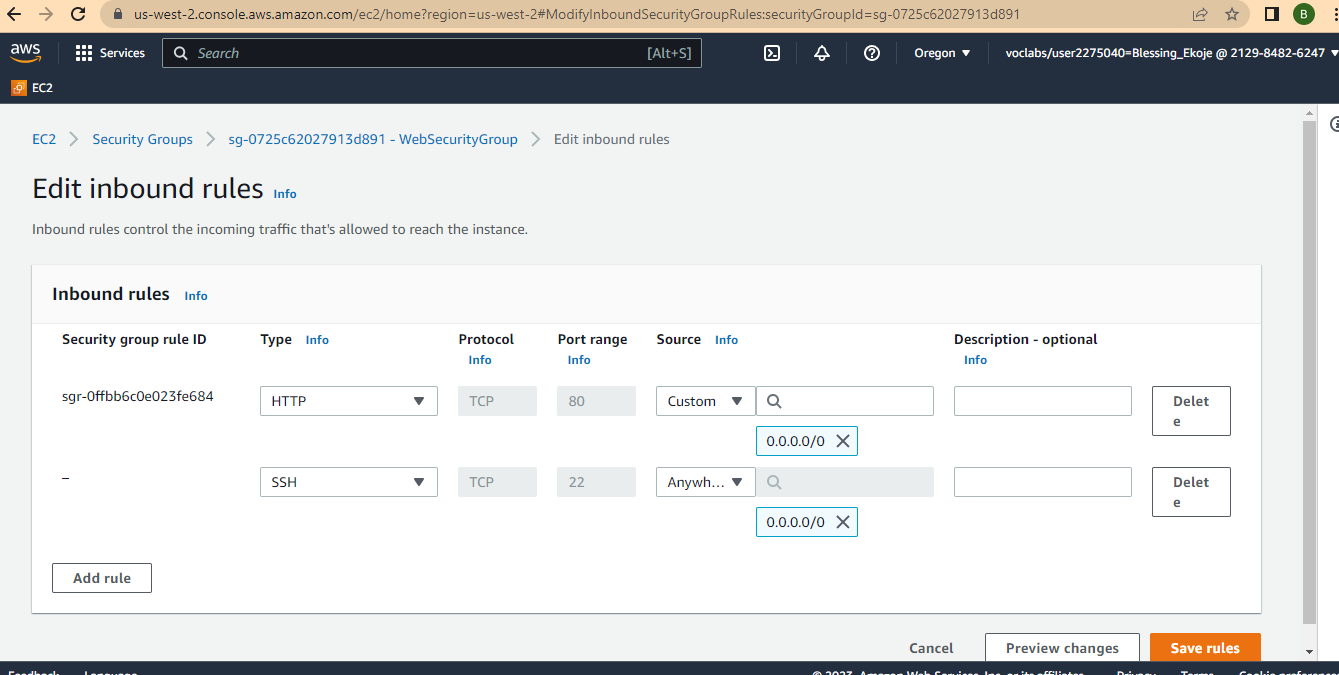 us-west-2.console.aws.amazon.com/ec2/home?region=us-west-2#ModifyInboundSecurityGroupRules:securityGroupId=sg-0725c62027913d891
B
aws
Services
Search
[Alt+S]
Oregon
voclabs/user2275040=Blessing_Ekoje @ 2129-8482-6247
EC2
EC2 Security Groups sg-0725c62027913d891 - WebSecurityGroup Edit inbound rules
Edit inbound rules Info
Inbound rules control the incoming traffic that's allowed to reach the instance.
Inbound rules Info
Security group rule ID Type Info Protocol Info Port range Info Source Info Description - optional Info
sgr-0ffbb6c0e023fe684 HTTP TCP 80 Custom Delet
e
0.0.0.0/0
– SSH TCP 22 Anywh... Delet
e
0.0.0.0/0
Add rule
Cancel Preview changes Save rules
Feedback Language © 2023, Amazon Web Services, Inc. or its affiliates. Privacy Terms Cookie preferences